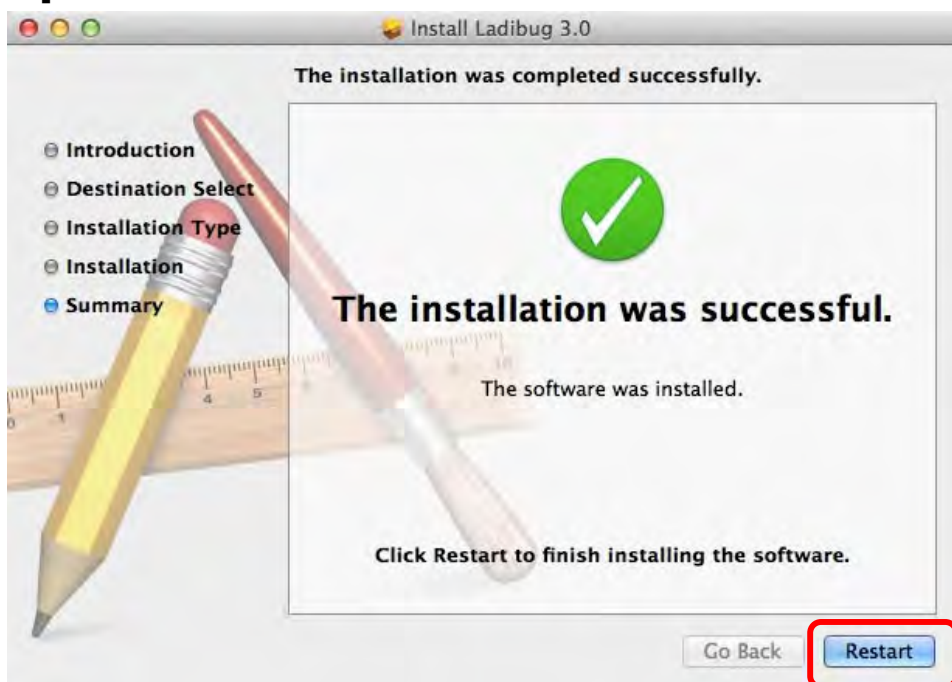 Install Ladibug 3.0
The installation was completed successfully.
Introduction
Destination Select
Installation Type
Installation
Summary
The installation was successful.
The software was installed.
Click Restart to finish installing the software.
Go Back
Restart